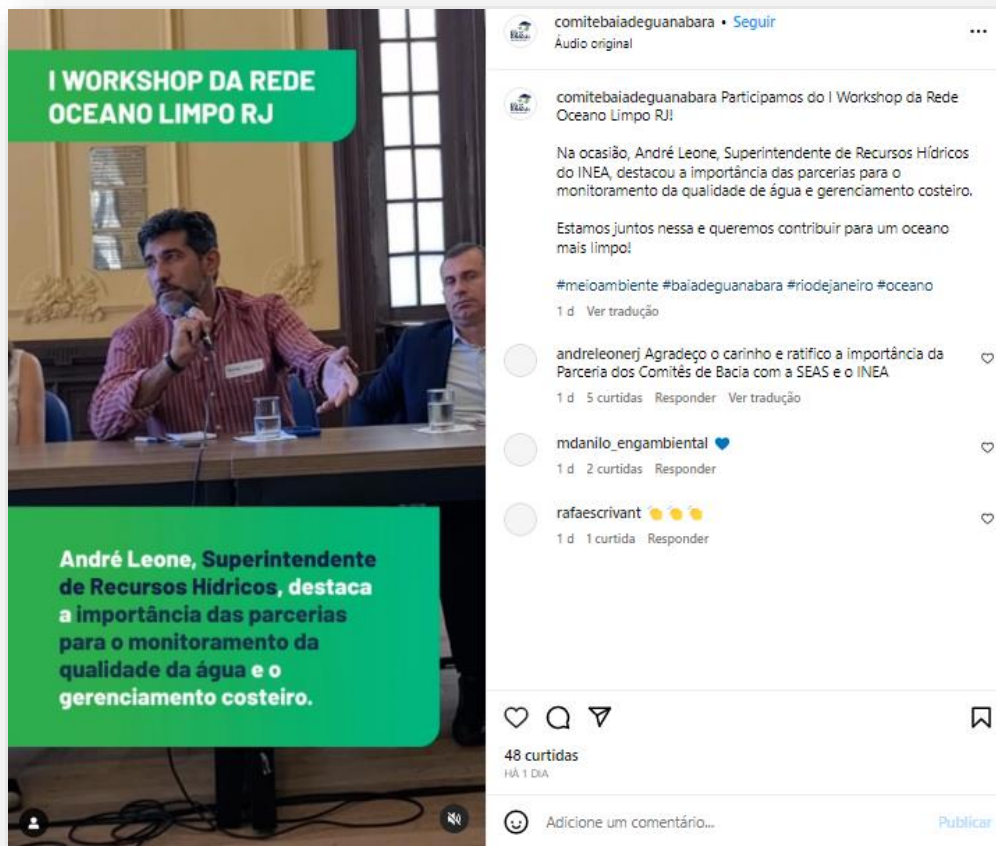 I WORKSHOP DA REDE
OCEANO LIMPO RJ
André Leone, Superintendente
de Recursos Hídricos, destaca
a importância das parcerias
para o monitoramento da
qualidade da água e o
gerenciamento costeiro.
comitebaiadeguanabara • Seguir
Áudio original
comitebaiadeguanabara Participamos do I Workshop da Rede
Oceano Limpo RJ!
Na ocasião, André Leone, Superintendente de Recursos Hídricos
do INEA, destacou a importância das parcerias para o
monitoramento da qualidade de água e gerenciamento costeiro.
Estamos juntos nessa e queremos contribuir para um oceano
mais limpo!
#meioambiente #baiadeguanabara #riodejaneiro #oceano
1 d Ver tradução
andreleonerj Agradeço o carinho e ratifico a importância da
Parceria dos Comitês de Bacia com a SEAS e o INEA
1 d 5 curtidas Responder Ver tradução
mdanilo_engambiental 💙
1 d 2 curtidas Responder
rafaescrivant 👏👏👏
1 d 1 curtida Responder
48 curtidas
HÁ 1 DIA
Adicione um comentário... Publicar